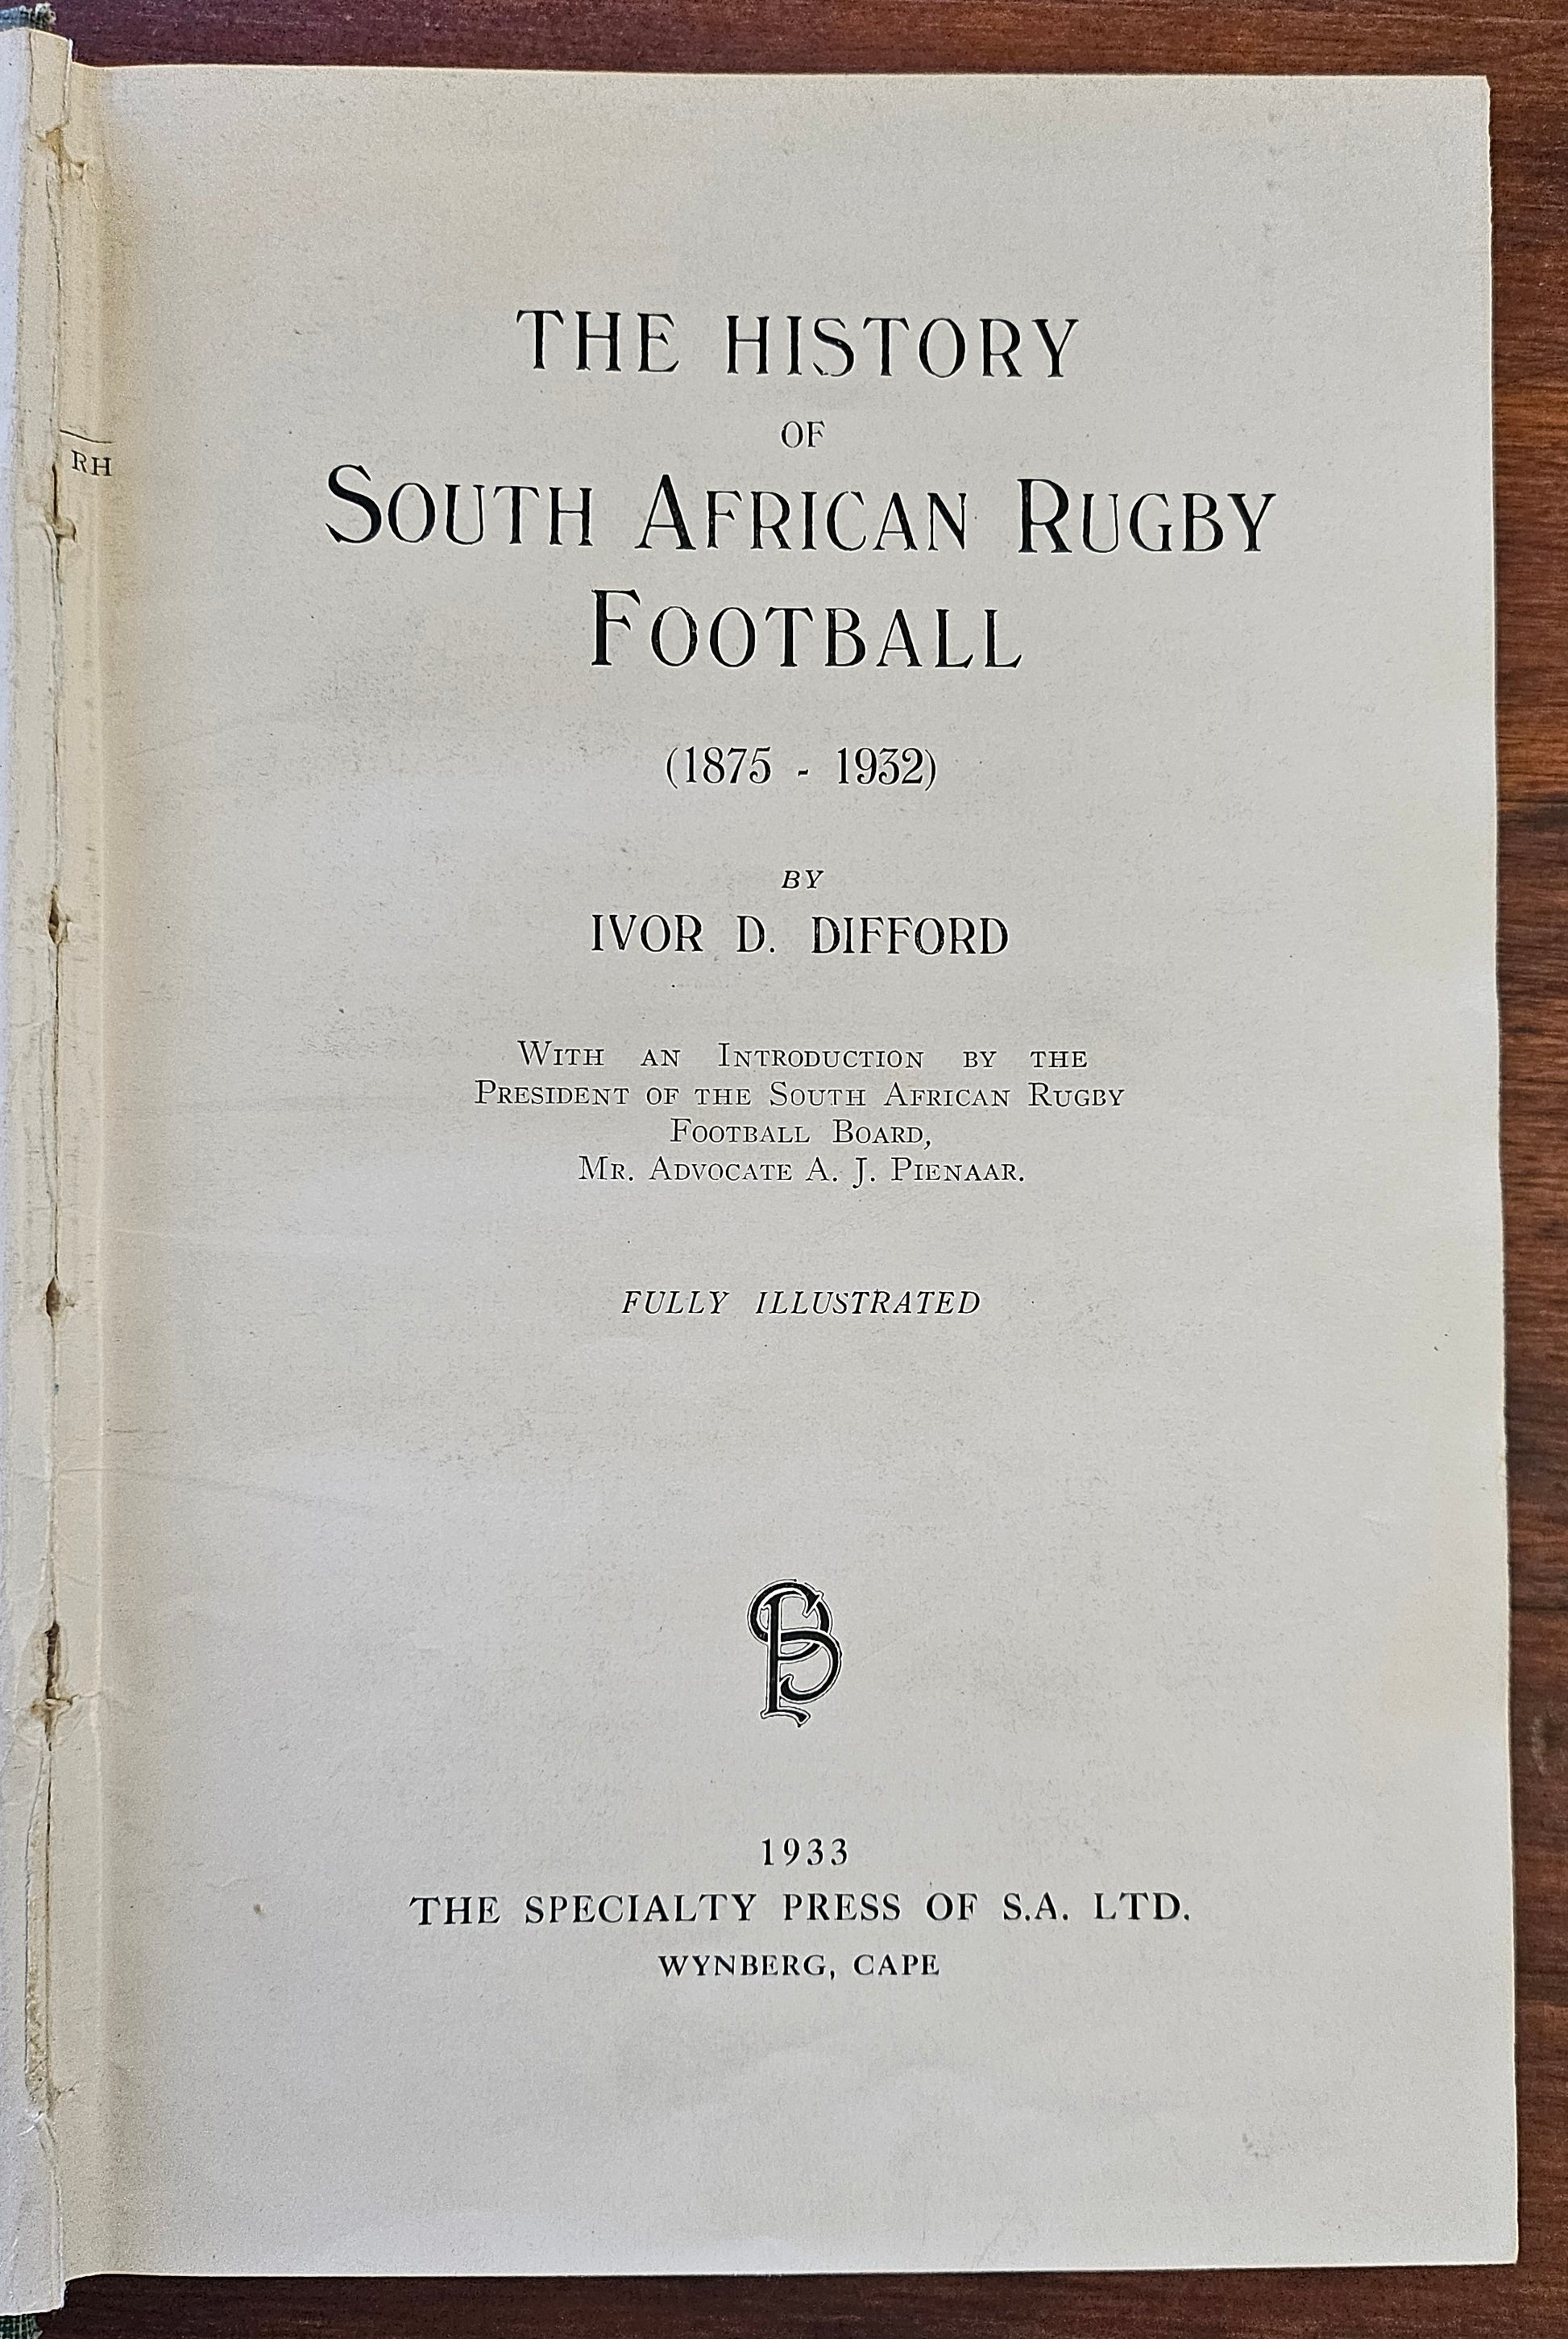 THE HISTORY
OF
SOUTH AFRICAN RUGBY
FOOTBALL
(1875 - 1932)
BY
IVOR D. DIFFORD
WITH AN INTRODUCTION BY THE
PRESIDENT OF THE SOUTH AFRICAN RUGBY
FOOTBALL BOARD,
MR. ADVOCATE A. J. PIENAAR.
FULLY ILLUSTRATED
1933
THE SPECIALTY PRESS OF S.A. LTD.
WYNBERG, CAPE
RH